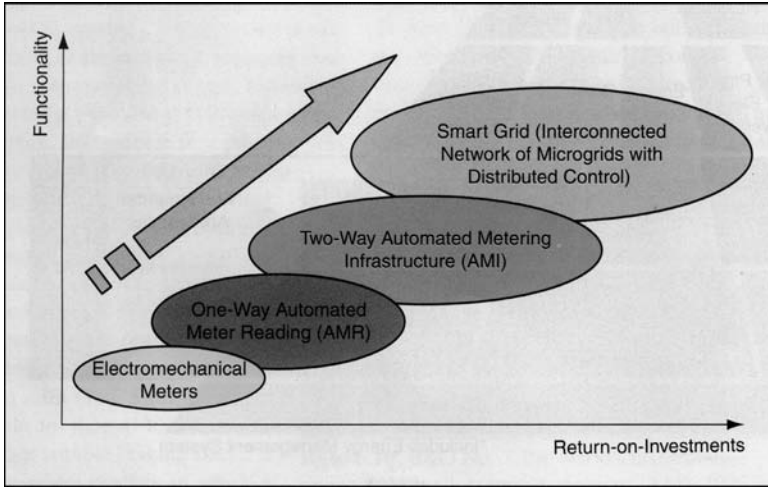 Functionality
Smart Grid (Interconnected
Network of Microgrids with
Distributed Control)
Two-Way Automated Metering
Infrastructure (AMI)
One-Way Automated
Meter Reading (AMR)
Electromechanical
Meters
Return-on-Investments